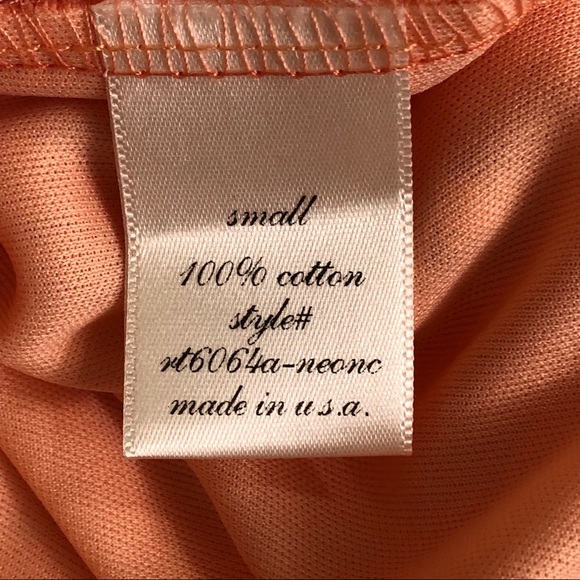 small
100% cotton
style#
rt6064a-neonc
made in u.s.a.